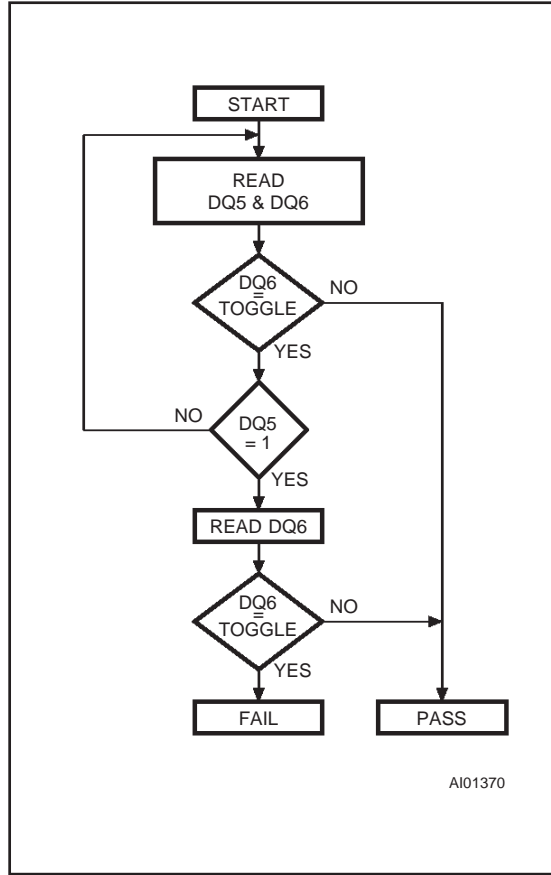 START
READ
DQ5 & DQ6
DQ6
=
TOGGLE
NO
YES
NO
DQ5
= 1
YES
READ DQ6
DQ6
=
TOGGLE
NO
YES
FAIL
PASS
AI01370